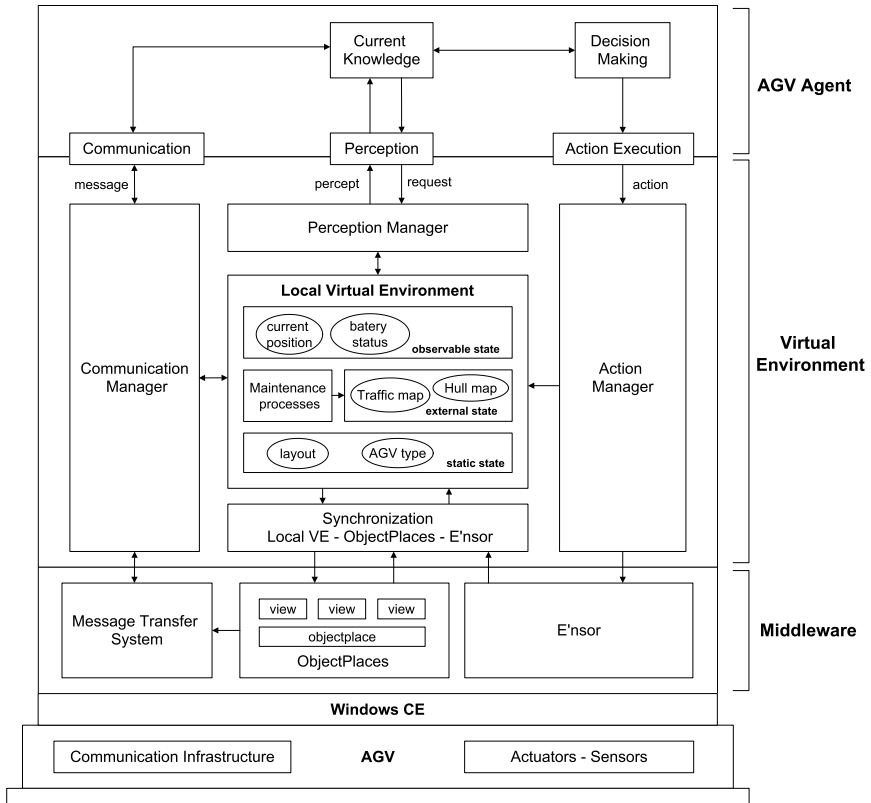 Current
Knowledge
Decision
Making
AGV Agent
Communication
Perception
Action Execution
message
percept
request
action
Perception Manager
Local Virtual Environment
current
position
batery
status
observable state
Communication
Manager
Maintenance
processes
Traffic map
Hull map
external state
Action
Manager
Virtual
Environment
layout
AGV type
static state
Synchronization
Local VE - ObjectPlaces - E'nsor
Message Transfer
System
view
view
view
objectplace
ObjectPlaces
E'nsor
Middleware
Windows CE
Communication Infrastructure
AGV
Actuators - Sensors